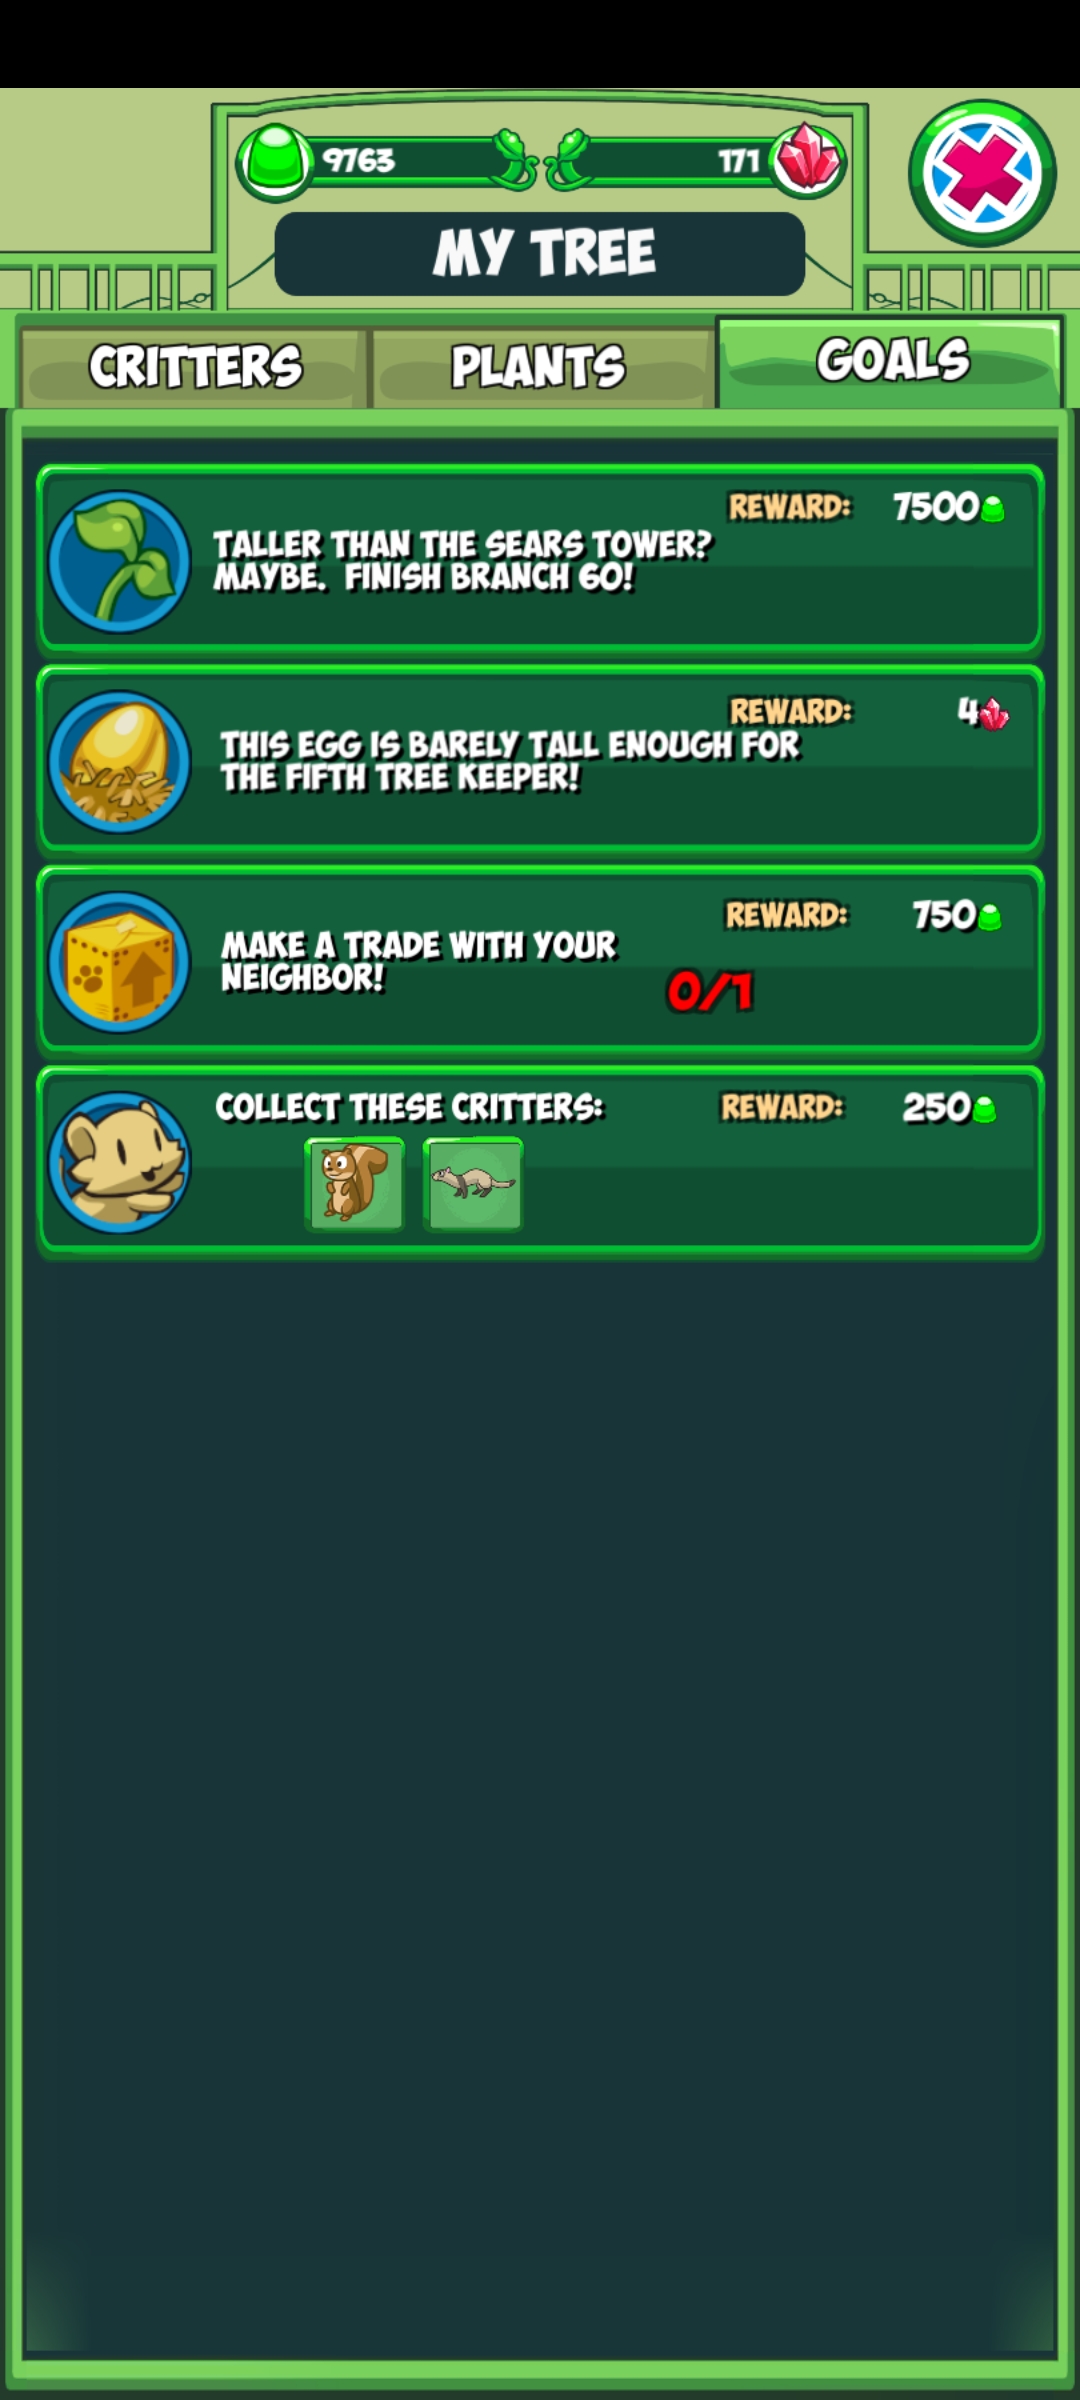 9763
171
MY TREE
CRITTERS
PLANTS
GOALS
REWARD: 7500
TALLER THAN THE SEARS TOWER?
MAYBE. FINISH BRANCH 60!
REWARD: 4
THIS EGG IS BARELY TALL ENOUGH FOR
THE FIFTH TREE KEEPER!
REWARD: 750
MAKE A TRADE WITH YOUR
NEIGHBOR!
0/1
COLLECT THESE CRITTERS:
REWARD: 250